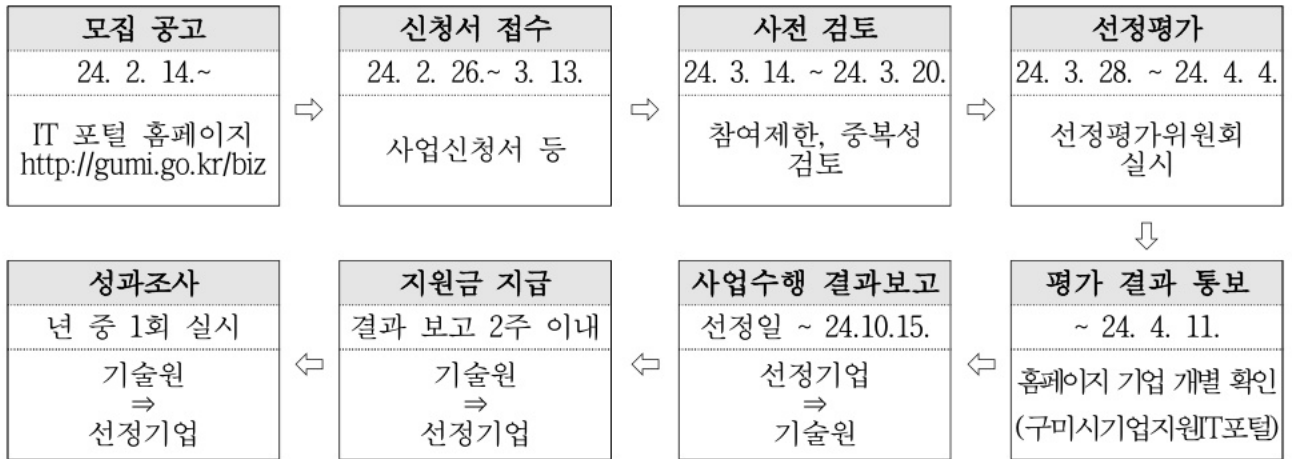 모집 공고
24. 2. 14.~
IT 포털 홈페이지
http://gumi.go.kr/biz
⇨
신청서 접수
24. 2. 26.~ 3. 13.
사업신청서 등
⇨
사전 검토
24. 3. 14. ~ 24. 3. 20.
참여제한, 중복성
검토
⇨
선정평가
24. 3. 28. ~ 24. 4. 4.
선정평가위원회
실시
⇩
평가 결과 통보
~ 24. 4. 11.
홈페이지 기업 개별 확인
(구미시기업지원IT포털)
⇦
사업수행 결과보고
선정일 ~ 24.10.15.
선정기업
⇒
기술원
⇦
지원금 지급
결과 보고 2주 이내
기술원
⇒
선정기업
⇦
성과조사
년 중 1회 실시
기술원
⇒
선정기업